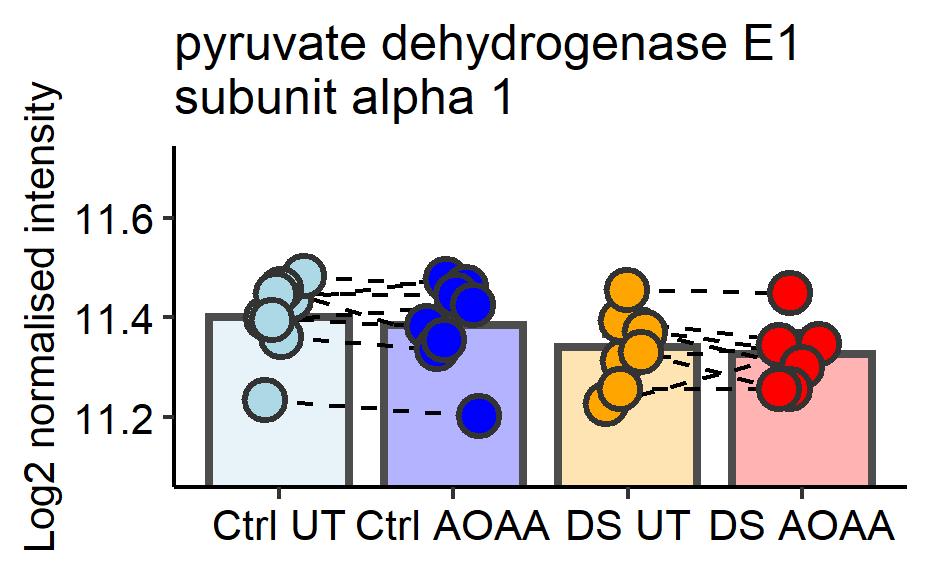 pyruvate dehydrogenase E1
subunit alpha 1
Log2 normalised intensity
11.6
11.4
11.2
Ctrl UT Ctrl AOAA DS UT DS AOAA